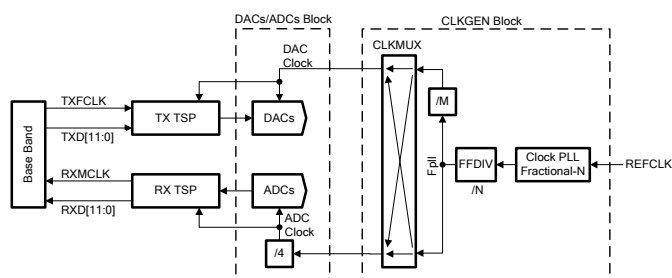 DACs/ADCs Block
CLKGEN Block
DAC
Clock
CLKMUX
TXFCLK
TX TSP
DACs
/M
TXD[11:0]
Base Band
Fpll
FFDIV
Clock PLL
Fractional-N
REFCLK
/N
RXMCLK
RX TSP
ADCs
RXD[11:0]
ADC
Clock
/4